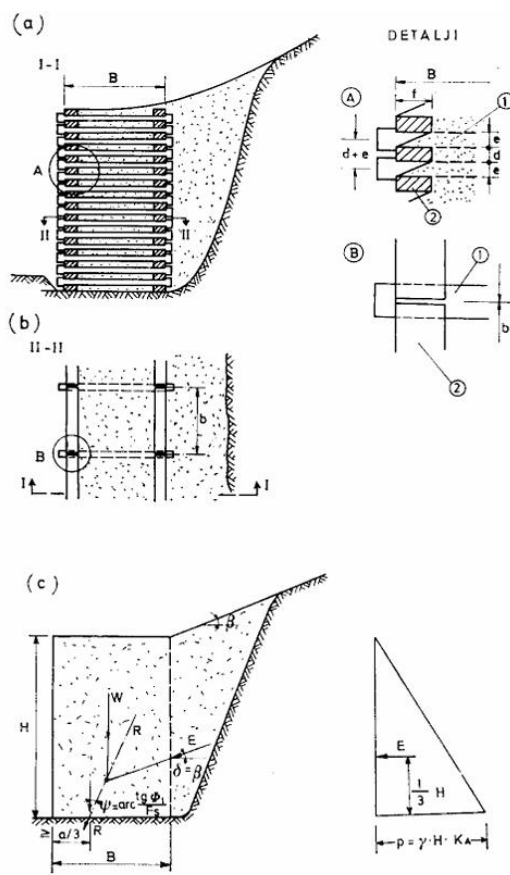 (a)
I-I
B
A
II
II
DETALJI
B
A
f
1
d+e
e
d
e
2
B
1
b
2
(b)
II-II
b
B
I
I
(c)
β
H
W
R
E
δ=β
ψ=arc tg Φ₁/Fs
≥ a/3
R
B
E
1/3 H
p=γ·H·KA